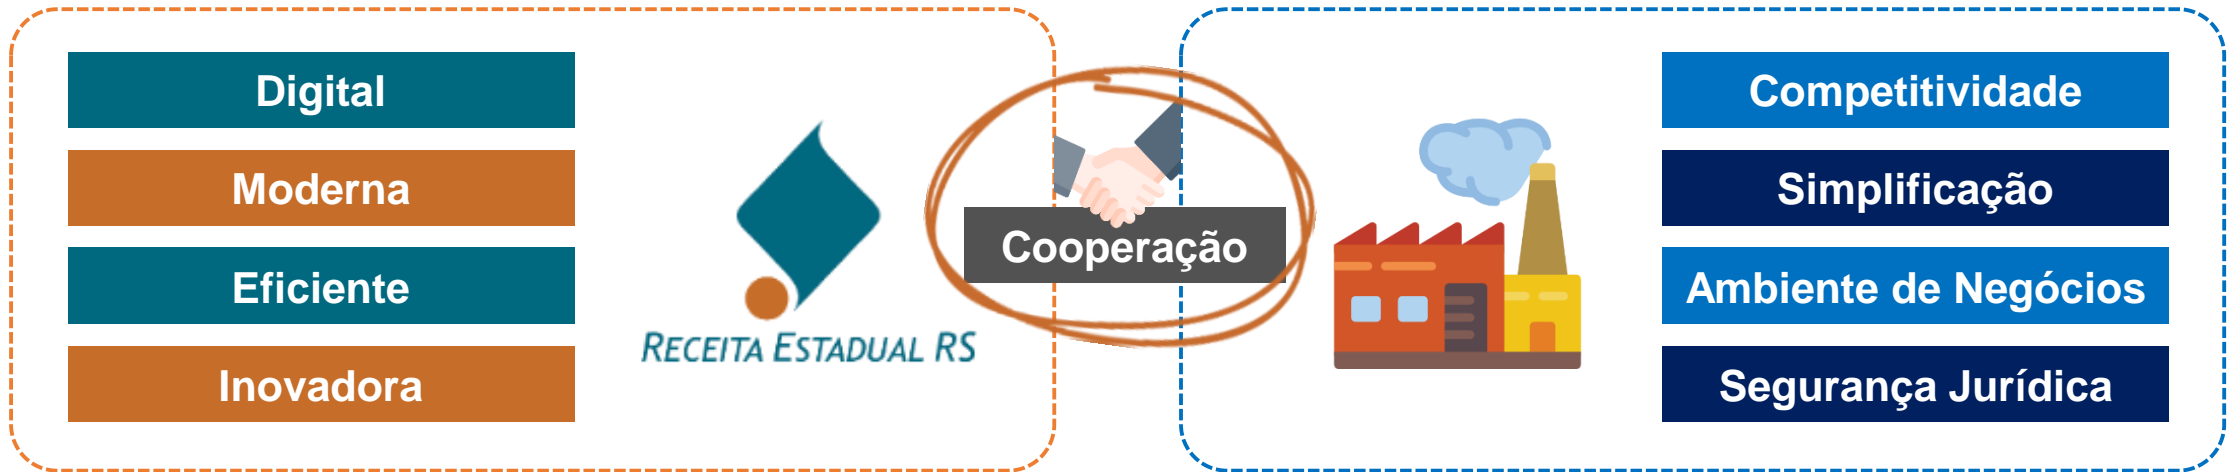 Digital
Moderna
Eficiente
Inovadora
RECEITA ESTADUAL RS
Cooperação
Competitividade
Simplificação
Ambiente de Negócios
Segurança Jurídica